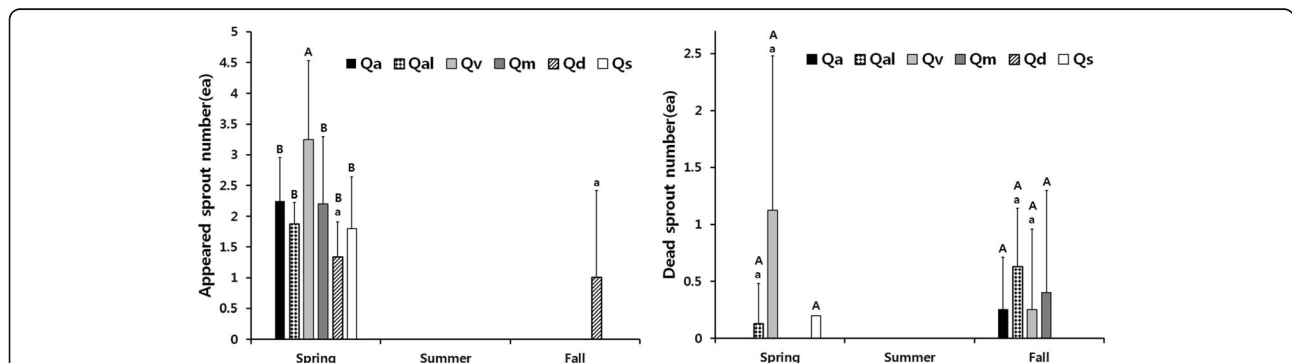 5
4.5
4
3.5
3
2.5
2
1.5
1
0.5
0
Appeared sprout number(ea)
Qa Qal Qv Qm Qd Qs
B
B
A
B
B
a
B
a
Spring Summer Fall
2.5
2
1.5
1
0.5
0
Dead sprout number(ea)
Qa Qal Qv Qm Qd Qs
A
a
A
a
A
A
A
a
A
a
A
Spring Summer Fall